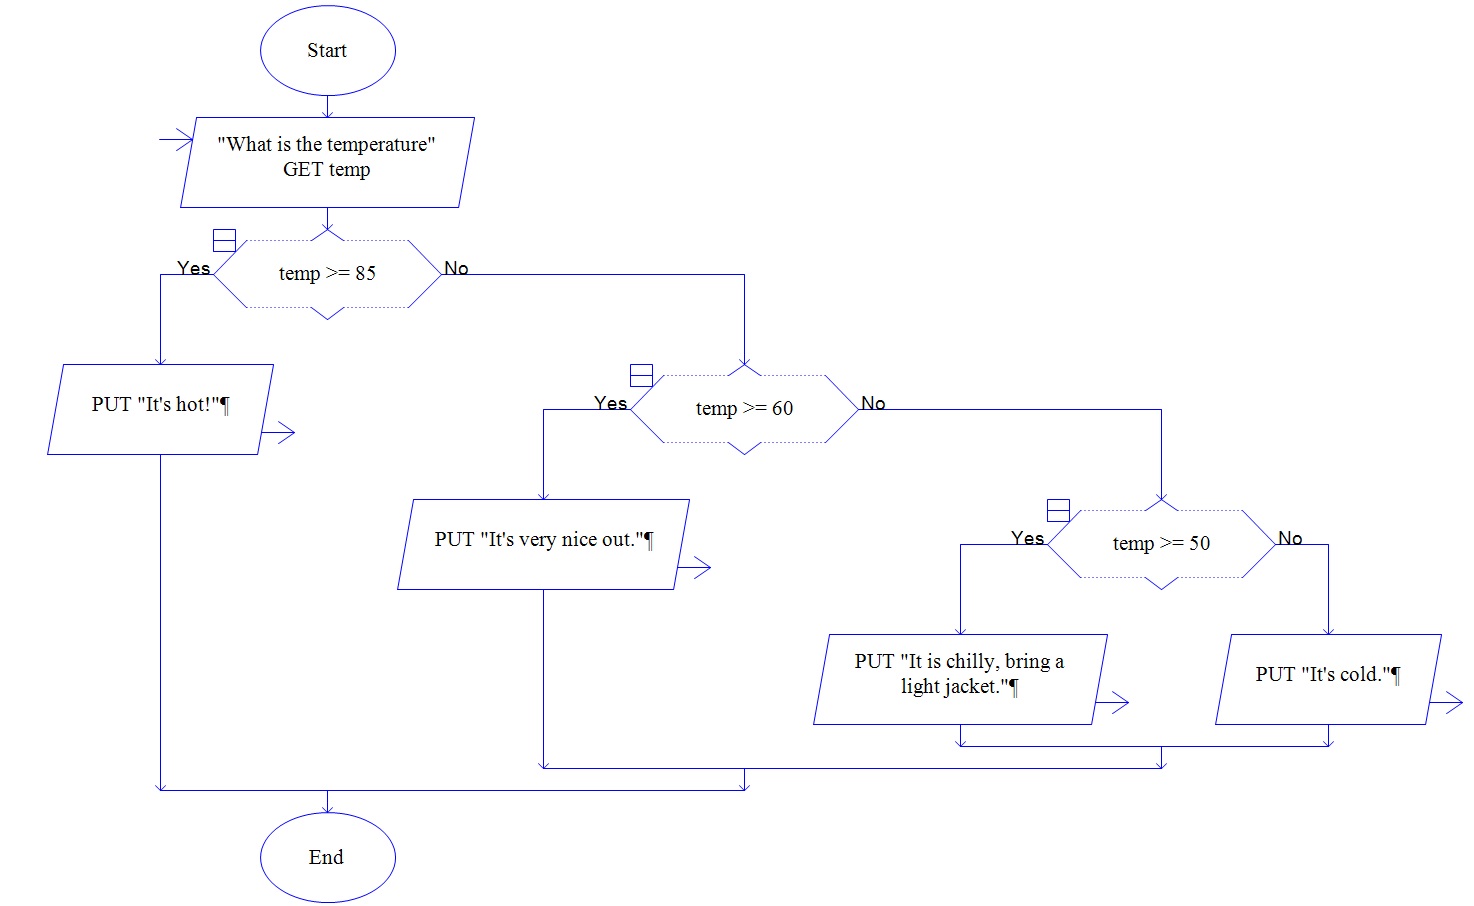 Start
"What is the temperature"
GET temp
Yes
temp >= 85
No
PUT "It's hot!"¶
Yes
temp >= 60
No
PUT "It's very nice out."¶
Yes
temp >= 50
No
PUT "It is chilly, bring a
light jacket."¶
PUT "It's cold."¶
End